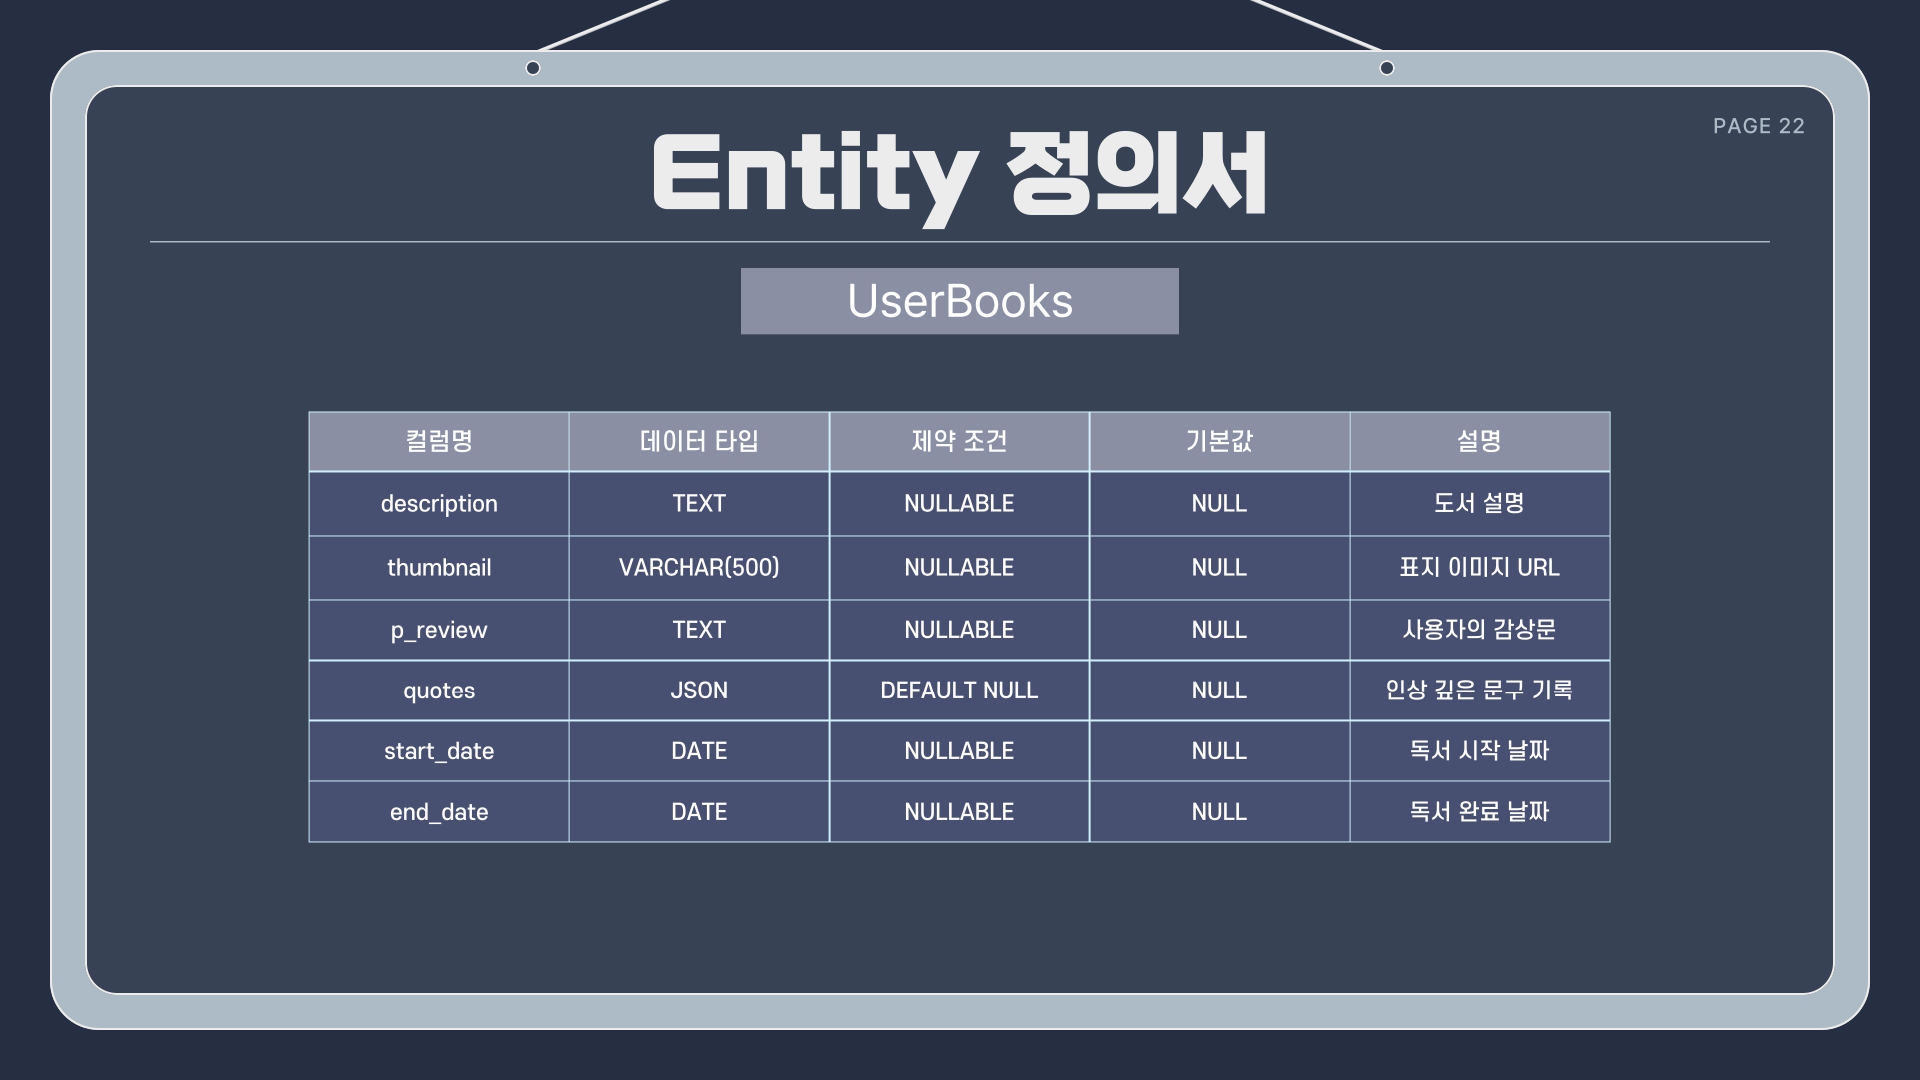 PAGE 22
Entity 정의서
UserBooks
컬럼명 데이터 타입 제약 조건 기본값 설명
description TEXT NULLABLE NULL 도서 설명
thumbnail VARCHAR(500) NULLABLE NULL 표지 이미지 URL
p_review TEXT NULLABLE NULL 사용자의 감상문
quotes JSON DEFAULT NULL NULL 인상 깊은 문구 기록
start_date DATE NULLABLE NULL 독서 시작 날짜
end_date DATE NULLABLE NULL 독서 완료 날짜